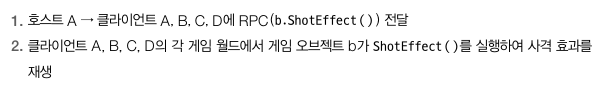 1. 호스트 A → 클라이언트 A, B, C, D에 RPC(b.ShotEffect()) 전달
2. 클라이언트 A, B, C, D의 각 게임 월드에서 게임 오브젝트 b가 ShotEffect()를 실행하여 사격 효과를
재생